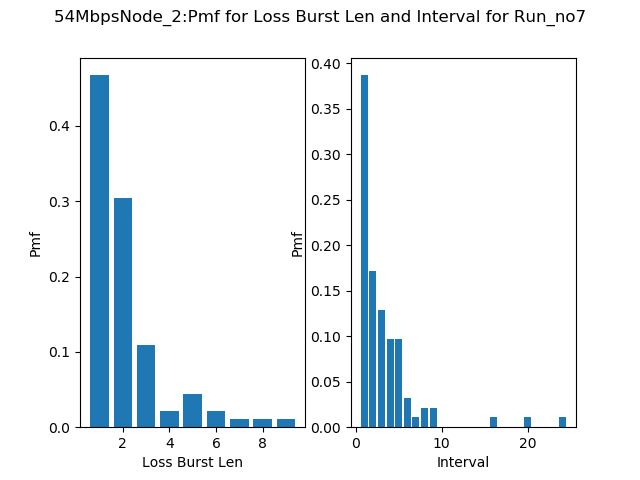 54MbpsNode_2:Pmf for Loss Burst Len and Interval for Run_no7
Pmf
0.4
0.3
0.2
0.1
0.0
2 4 6 8
Loss Burst Len
Pmf
0.40
0.35
0.30
0.25
0.20
0.15
0.10
0.05
0.00
0 10 20
Interval